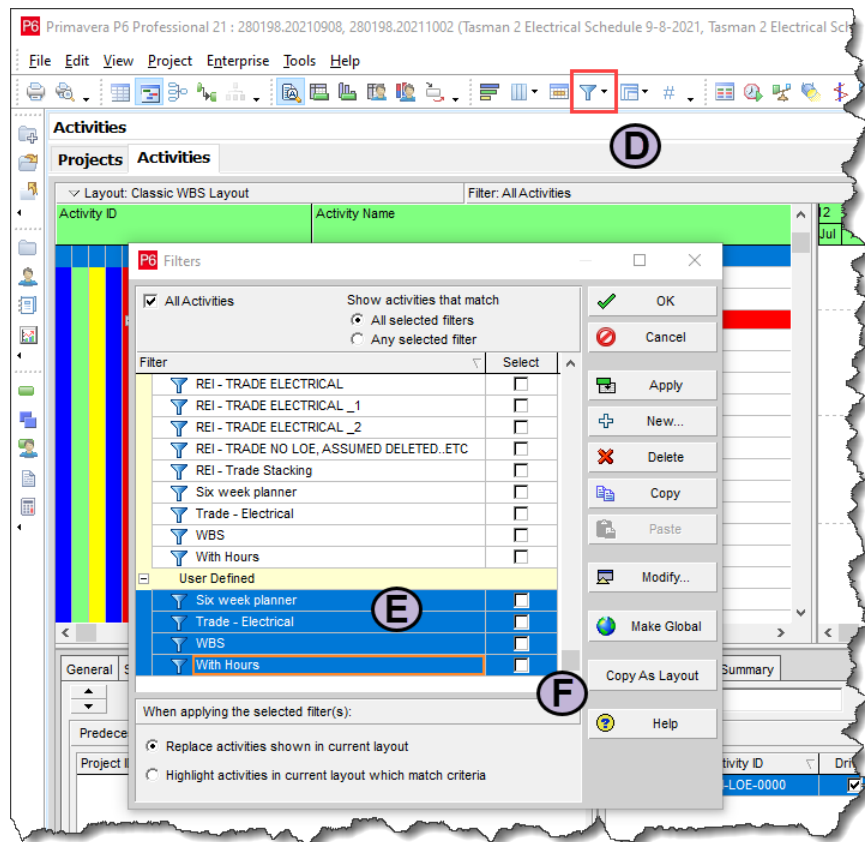 P6 Primavera P6 Professional 21 : 280198.20210908, 280198.20211002 (Tasman 2 Electrical Schedule 9-8-2021, Tasman 2 Electrical Sch
File Edit View Project Enterprise Tools Help
D
Activities
Projects Activities
Layout: Classic WBS Layout Filter: All Activities
Activity ID Activity Name 12
Jul
P6 Filters
All Activities Show activities that match OK
All selected filters
Any selected filter Cancel
Filter Select
REI - TRADE ELECTRICAL Apply
REI - TRADE ELECTRICAL _1
REI - TRADE ELECTRICAL _2 New...
REI - TRADE NO LOE, ASSUMED DELETED..ETC Delete
REI - Trade Stacking
Six week planner Copy
Trade - Electrical
WBS Paste
With Hours
User Defined Modify...
Six week planner E
Trade - Electrical Make Global
WBS
With Hours Copy As Layout
General Summary
F
When applying the selected filter(s): Help
Predece
Replace activities shown in current layout
Project Activity ID
Highlight activities in current layout which match criteria -LOE-0000